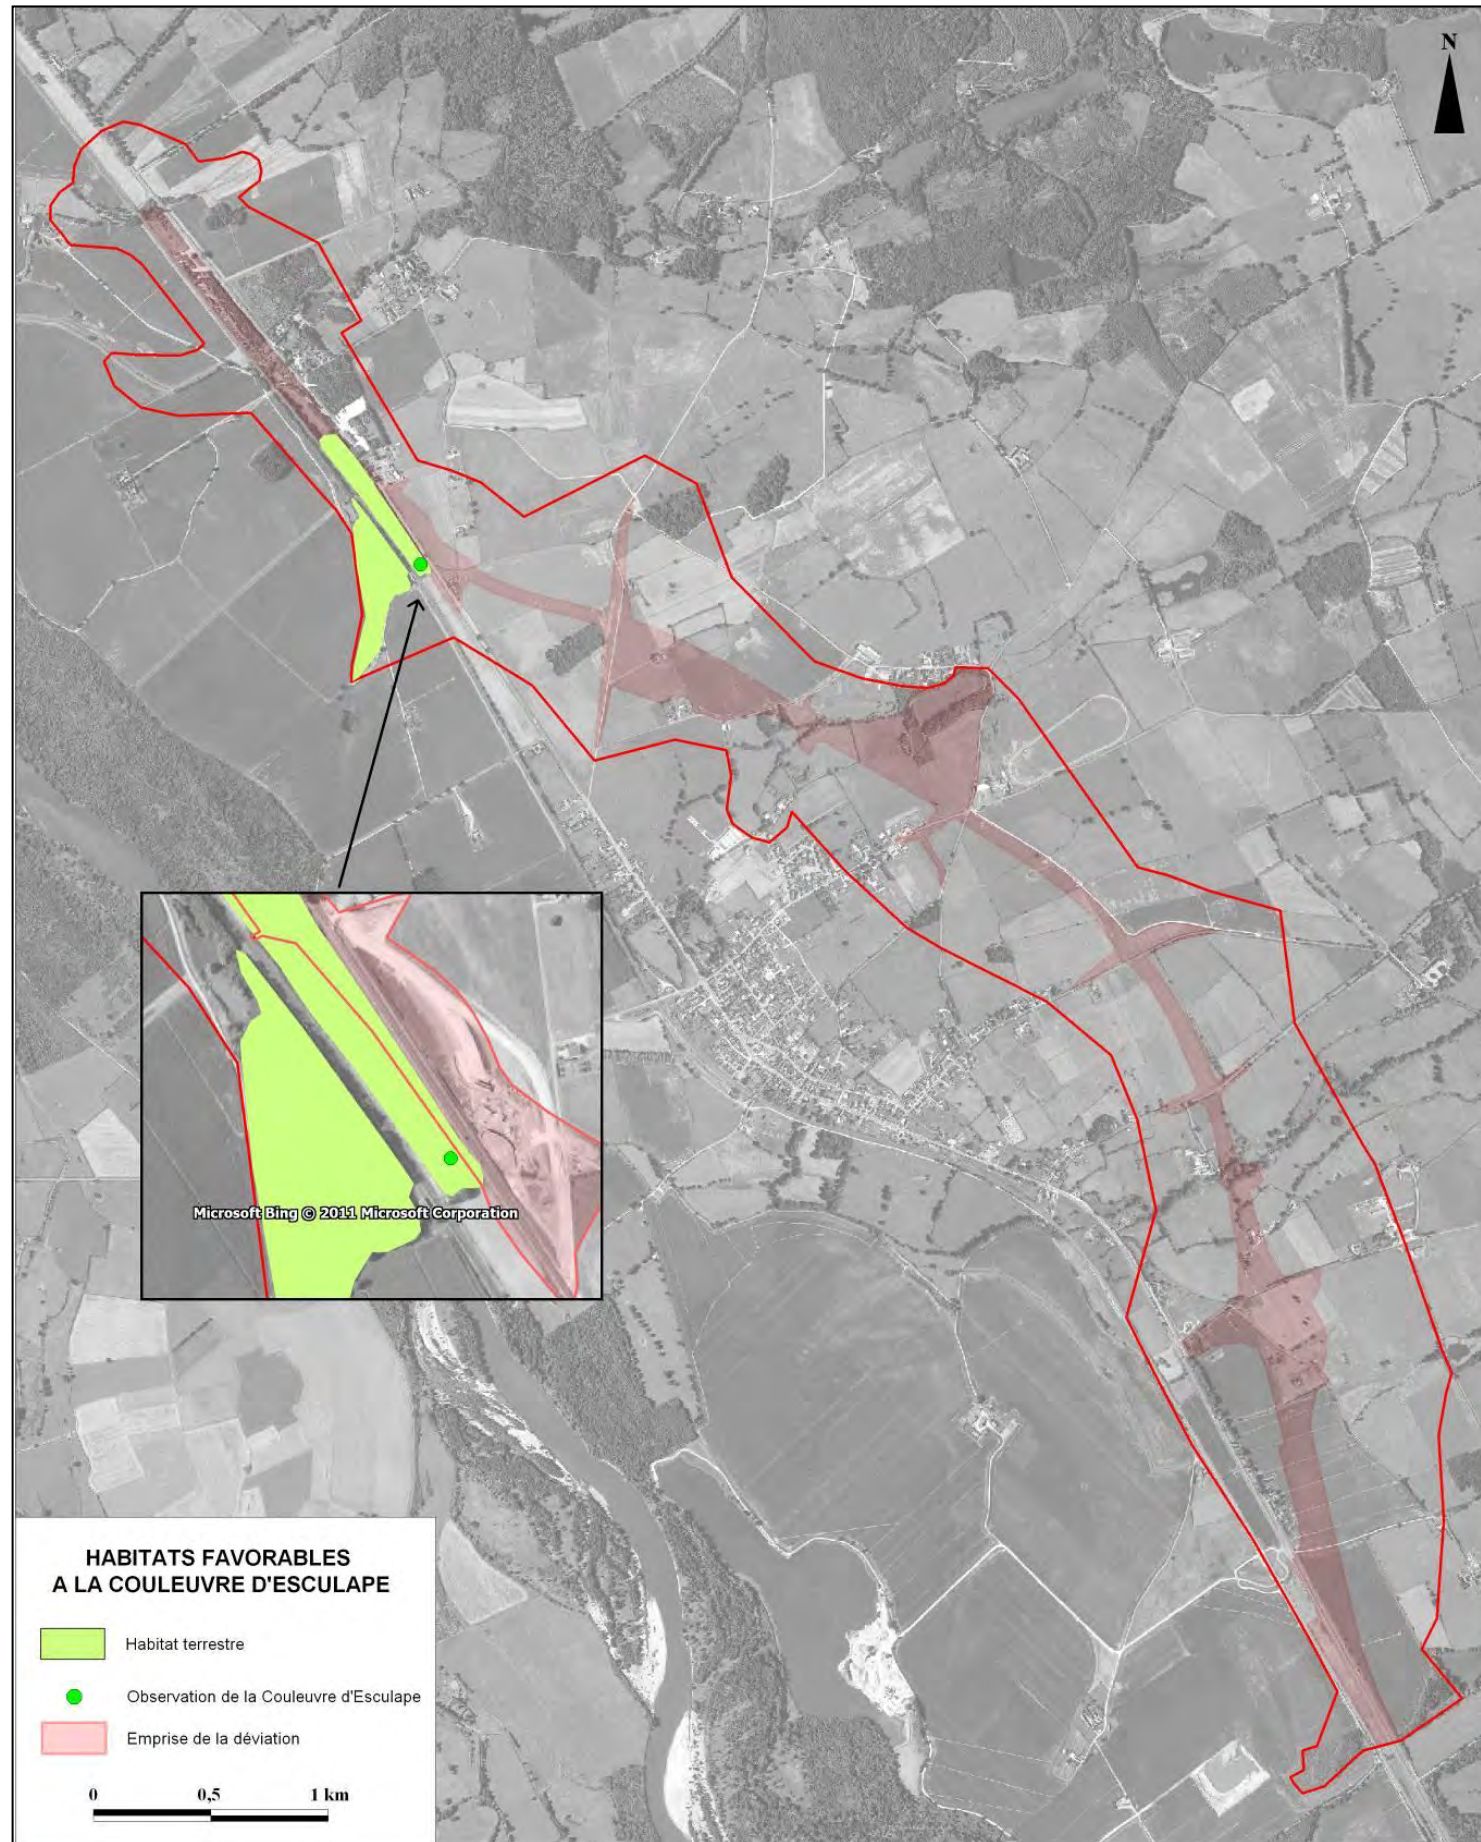 N
Microsoft Bing © 2011 Microsoft Corporation
HABITATS FAVORABLES
A LA COULEUVRE D'ESCULAPE
Habitat terrestre
Observation de la Couleuvre d'Esculape
Emprise de la déviation
0 0,5 1 km